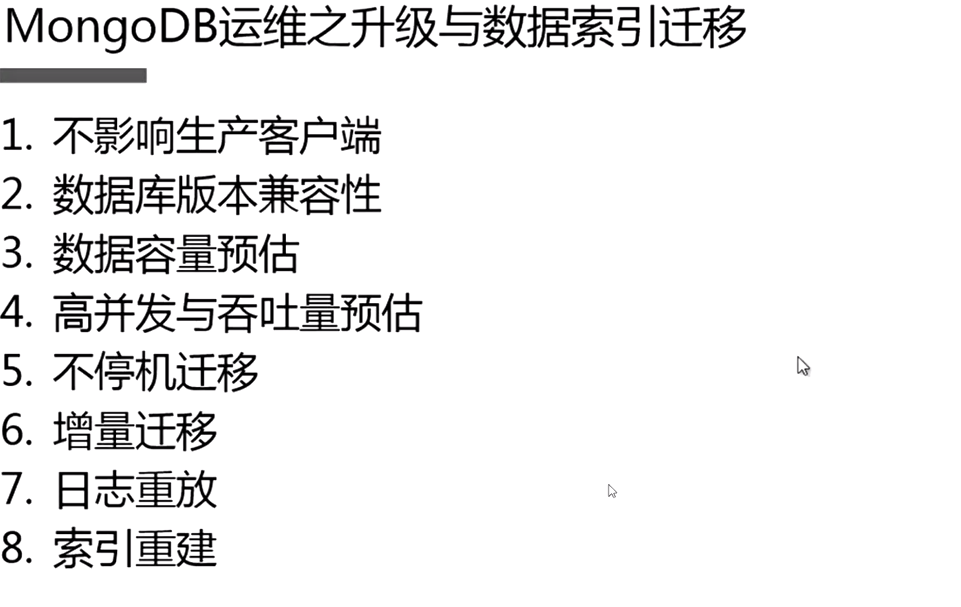 MongoDB运维之升级与数据索引迁移
1. 不影响生产客户端
2. 数据库版本兼容性
3. 数据容量预估
4. 高并发与吞吐量预估
5. 不停机迁移
6. 增量迁移
7. 日志重放
8. 索引重建